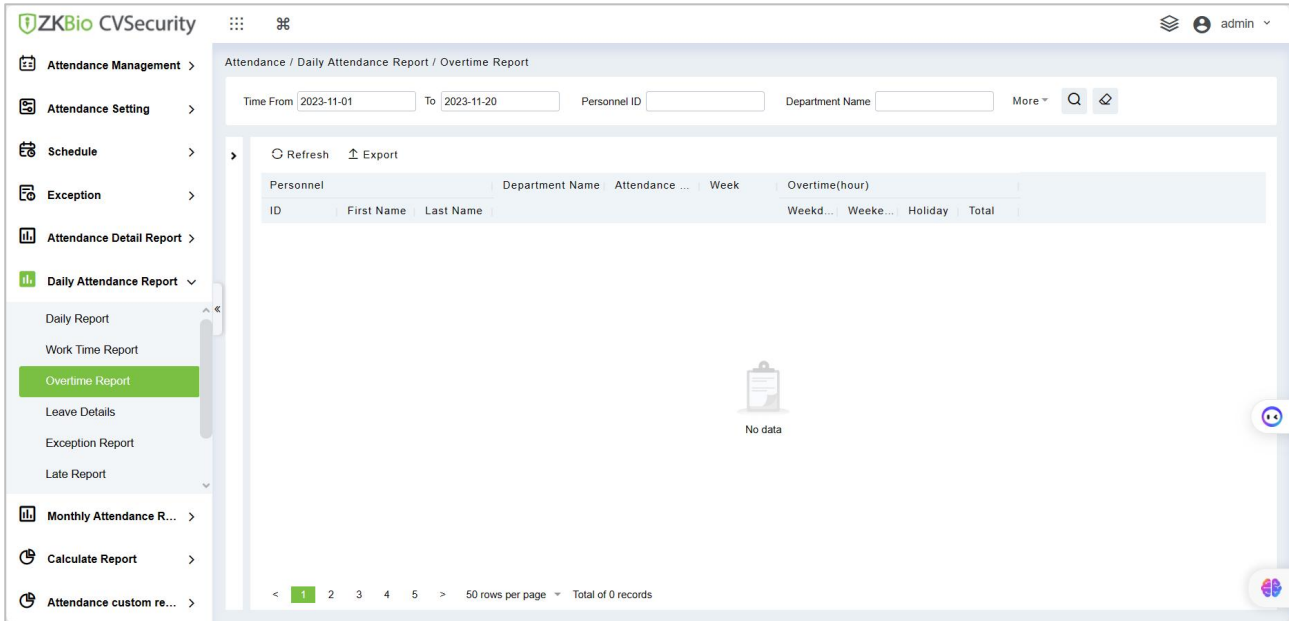 ZKBio CVSecurity
admin
Attendance Management
Attendance Setting
Schedule
Exception
Attendance Detail Report
Daily Attendance Report
Daily Report
Work Time Report
Overtime Report
Leave Details
Exception Report
Late Report
Monthly Attendance R...
Calculate Report
Attendance custom re...
Attendance / Daily Attendance Report / Overtime Report
Time From 2023-11-01 To 2023-11-20 Personnel ID Department Name More
Refresh Export
Personnel Department Name Attendance ... Week Overtime(hour)
ID First Name Last Name Weekd... Weeke... Holiday Total
No data
< 1 2 3 4 5 > 50 rows per page Total of 0 records